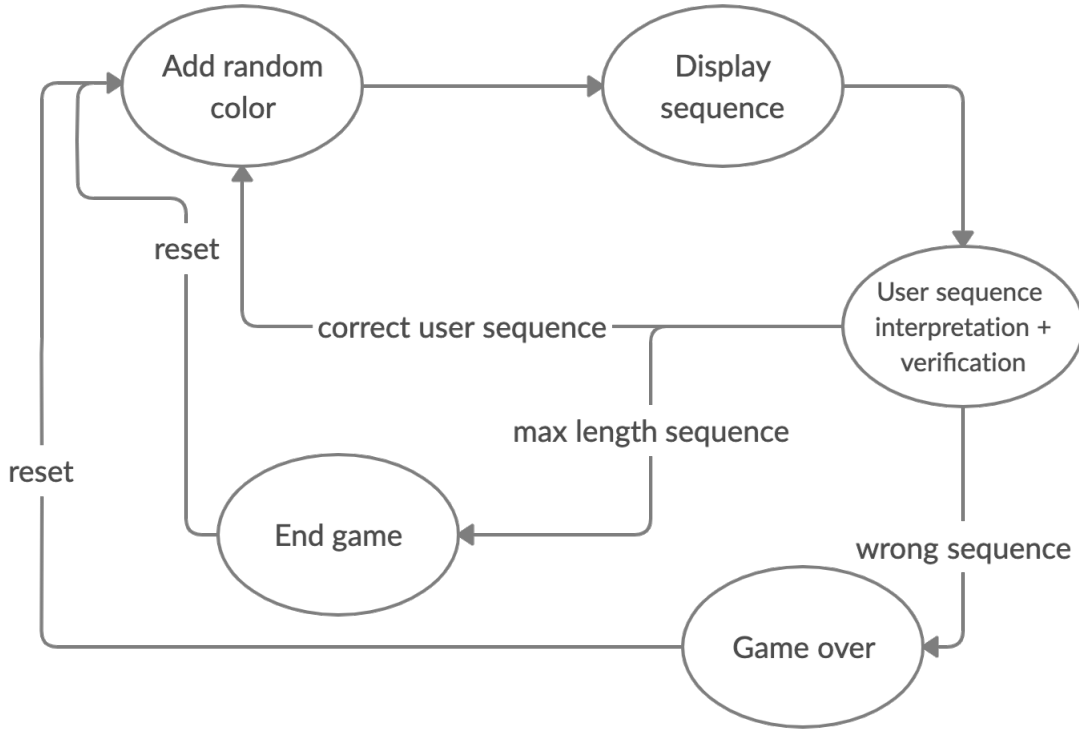 Add random
color
Display
sequence
reset
User sequence
interpretation +
verification
correct user sequence
max length sequence
reset
End game
wrong sequence
Game over